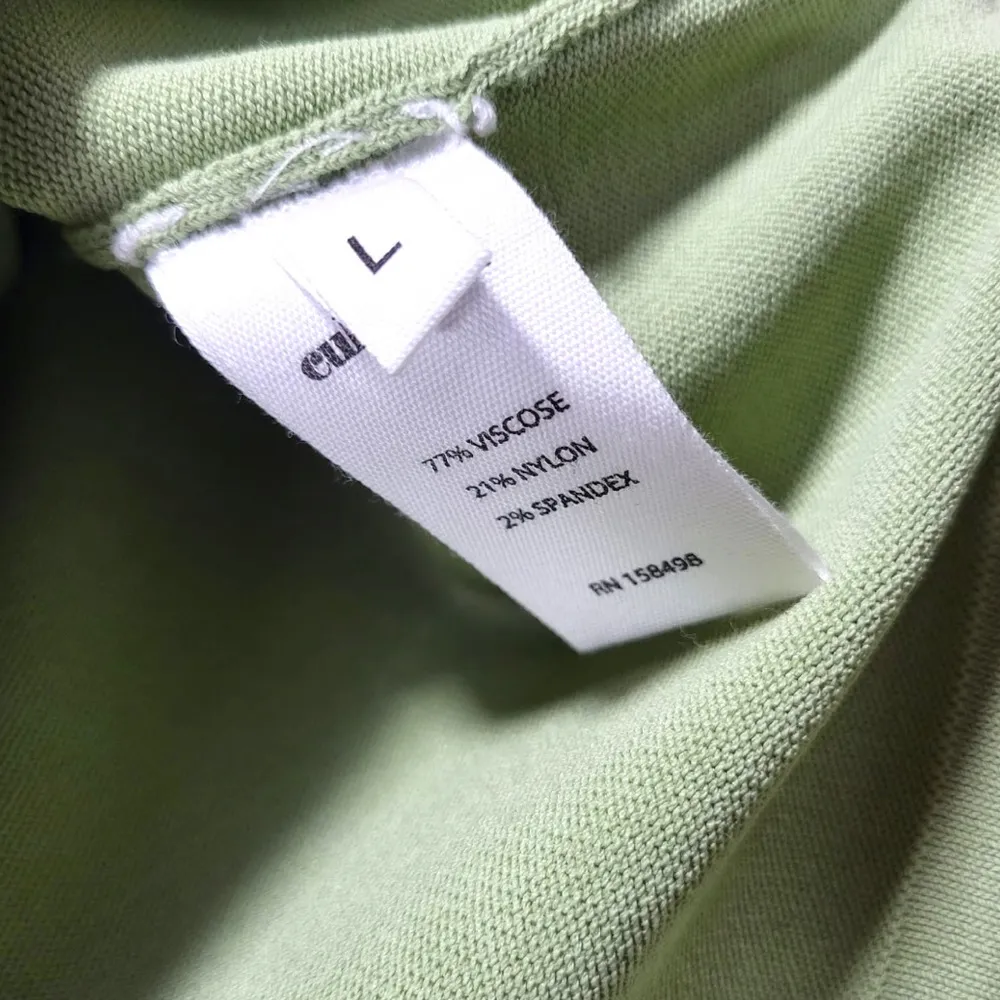 L
77% VISCOSE
21% NYLON
2% SPANDEX
RN 158498